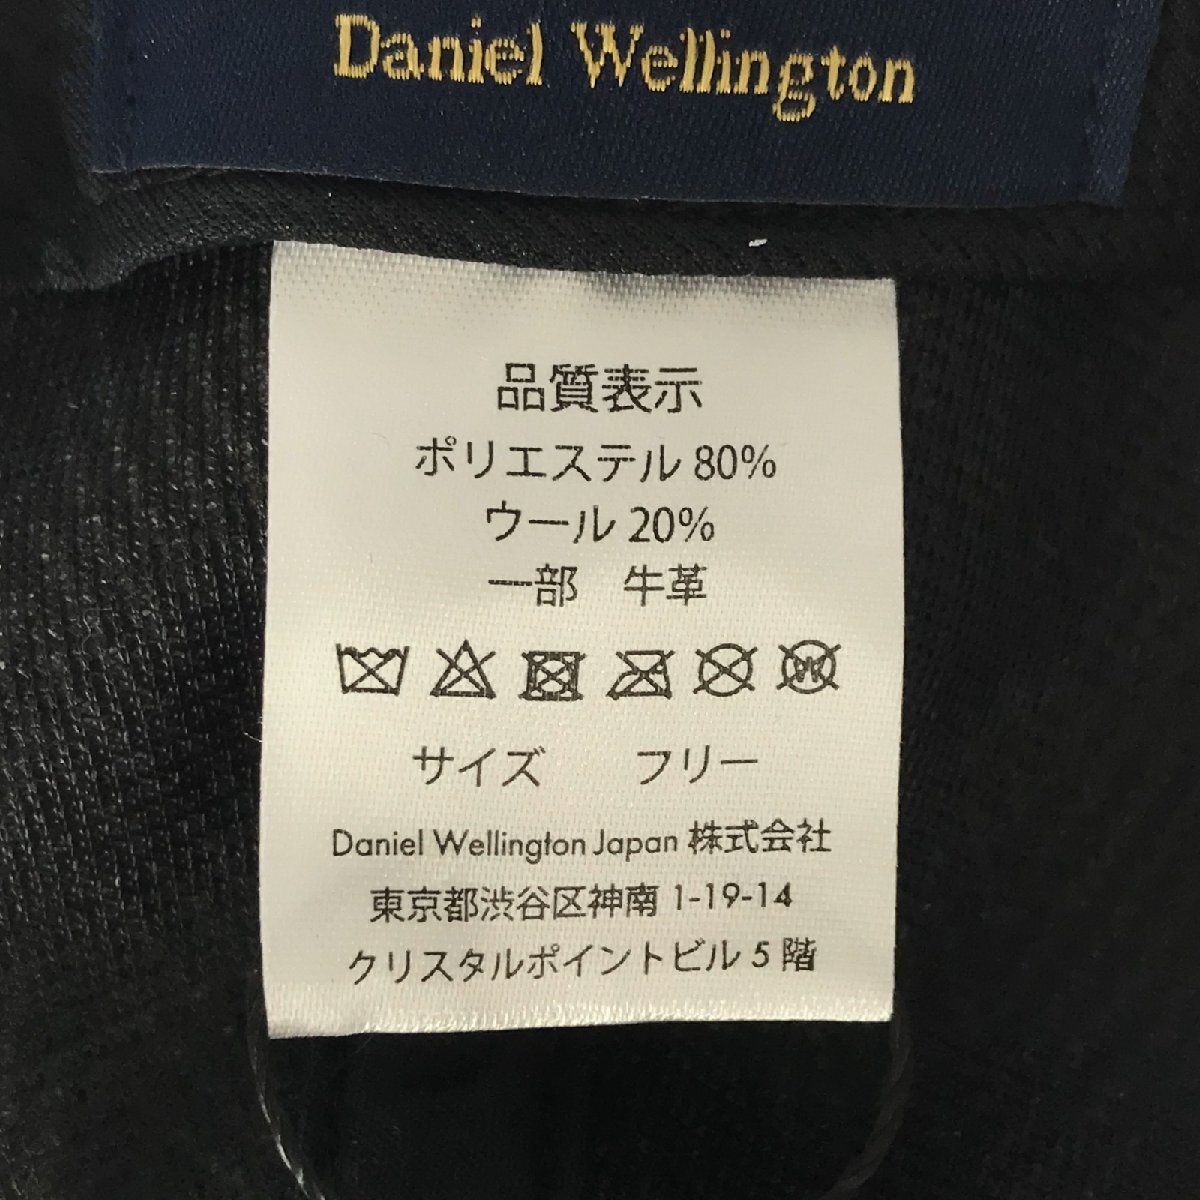 Daniel Wellington
品質表示
ポリエステル 80%
ウール 20%
一部　牛革
サイズ　フリー
Daniel Wellington Japan 株式会社
東京都渋谷区神南 1-19-14
クリスタルポイントビル 5 階